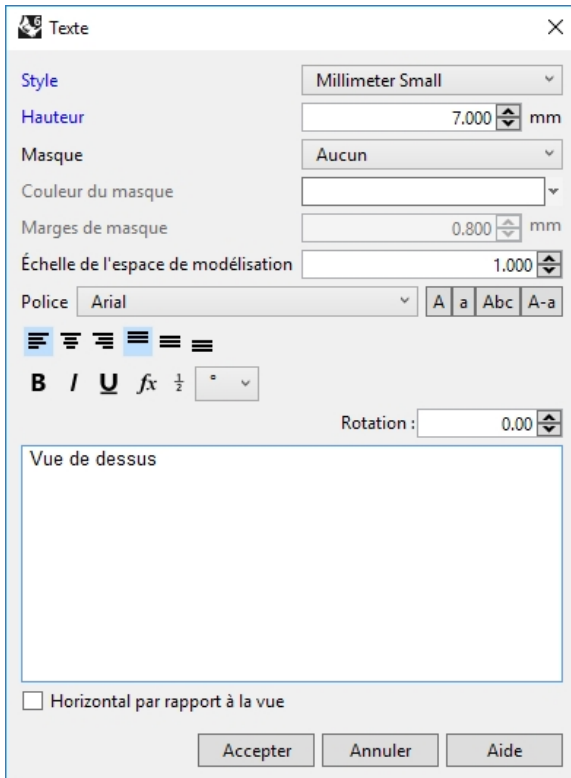 Texte
Style Millimeter Small
Hauteur 7.000 mm
Masque Aucun
Couleur du masque
Marges de masque 0.800 mm
Échelle de l'espace de modélisation 1.000
Police Arial A a Abc A-a
B I U fx 1/2 °
Rotation : 0.00
Vue de dessus
Horizontal par rapport à la vue
Accepter Annuler Aide